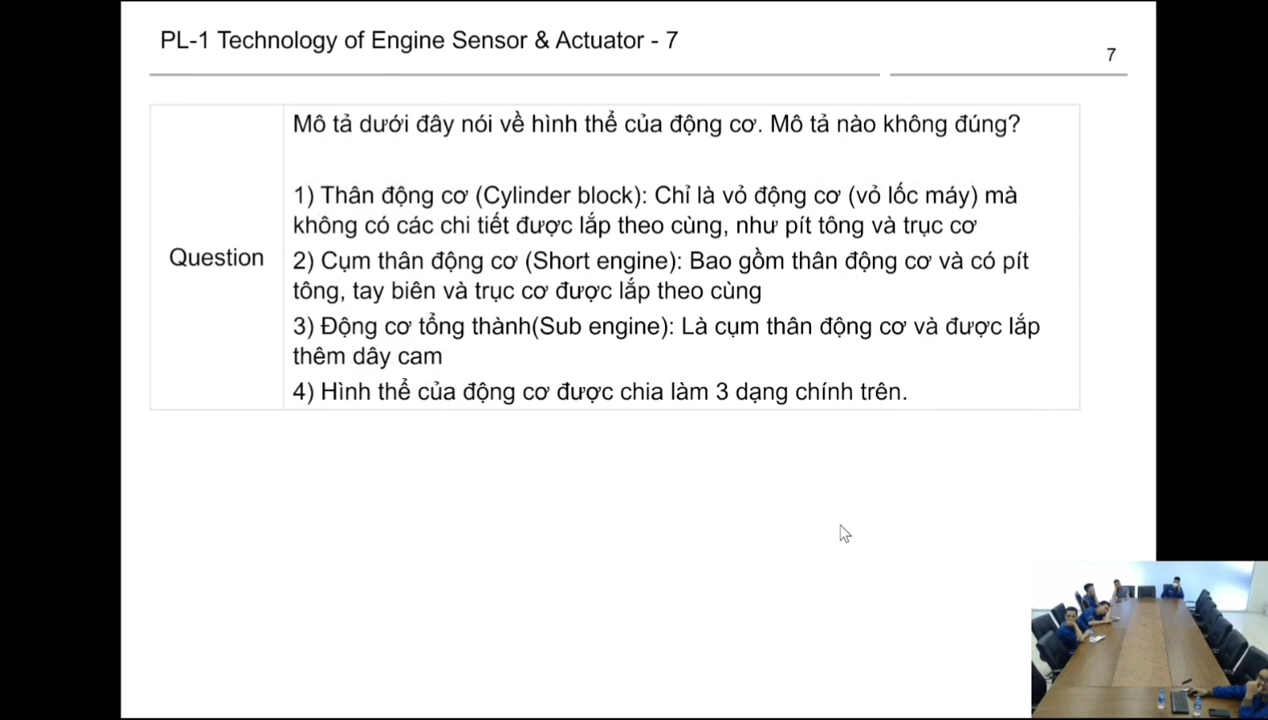 PL-1 Technology of Engine Sensor & Actuator - 7
7
Mô tả dưới đây nói về hình thể của động cơ. Mô tả nào không đúng?
1) Thân động cơ (Cylinder block): Chỉ là vỏ động cơ (vỏ lốc máy) mà
không có các chi tiết được lắp theo cùng, như pít tông và trục cơ
Question
2) Cụm thân động cơ (Short engine): Bao gồm thân động cơ và có pít
tông, tay biên và trục cơ được lắp theo cùng
3) Động cơ tổng thành(Sub engine): Là cụm thân động cơ và được lắp
thêm dây cam
4) Hình thể của động cơ được chia làm 3 dạng chính trên.